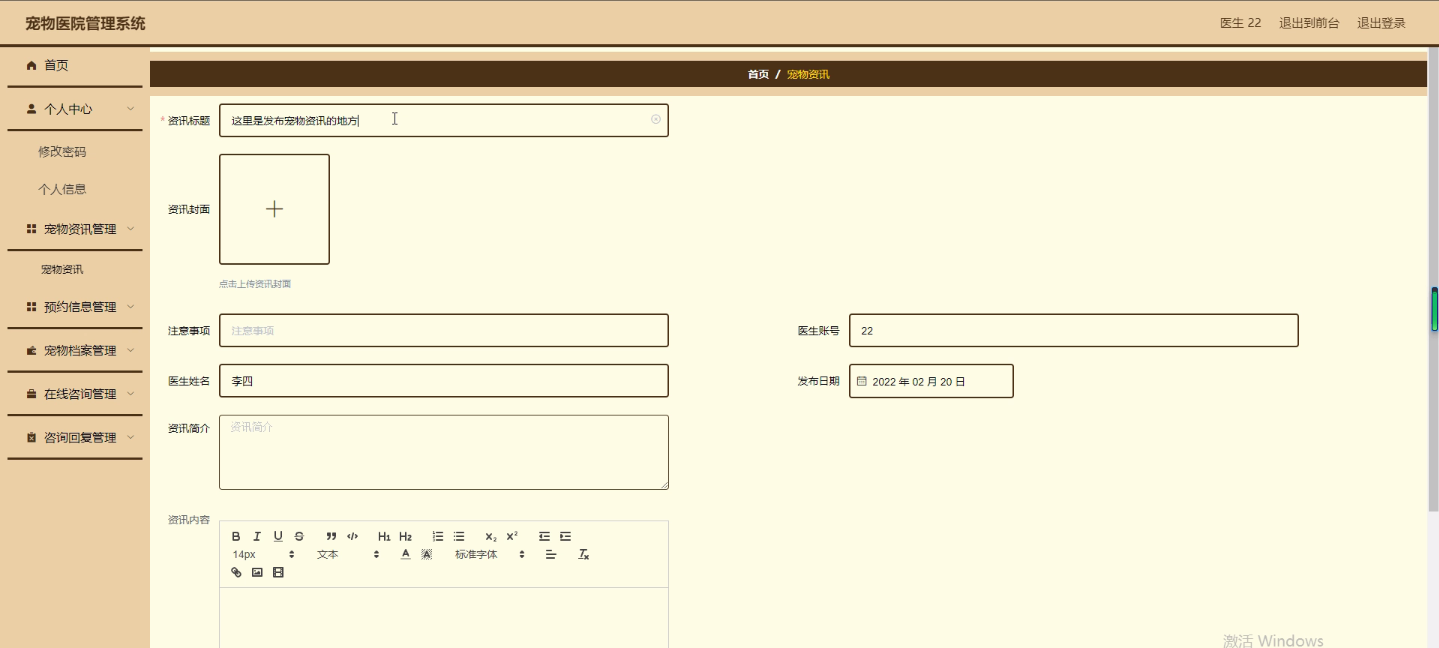 宠物医院管理系统
医生 22 退出到前台 退出登录
首页
个人中心
修改密码
个人信息
宠物资讯管理
宠物资讯
预约信息管理
宠物档案管理
在线咨询管理
咨询回复管理
首页 / 宠物资讯
* 资讯标题 这里是发布宠物资讯的地方
资讯封面
点击上传资讯封面
注意事项 注意事项
医生账号 22
医生姓名 李四
发布日期 2022 年 02 月 20 日
资讯简介 资讯简介
资讯内容
B I U S H1 H2 X2 X2
14px 文本 A A 标准字体 Tx
激活 Windows